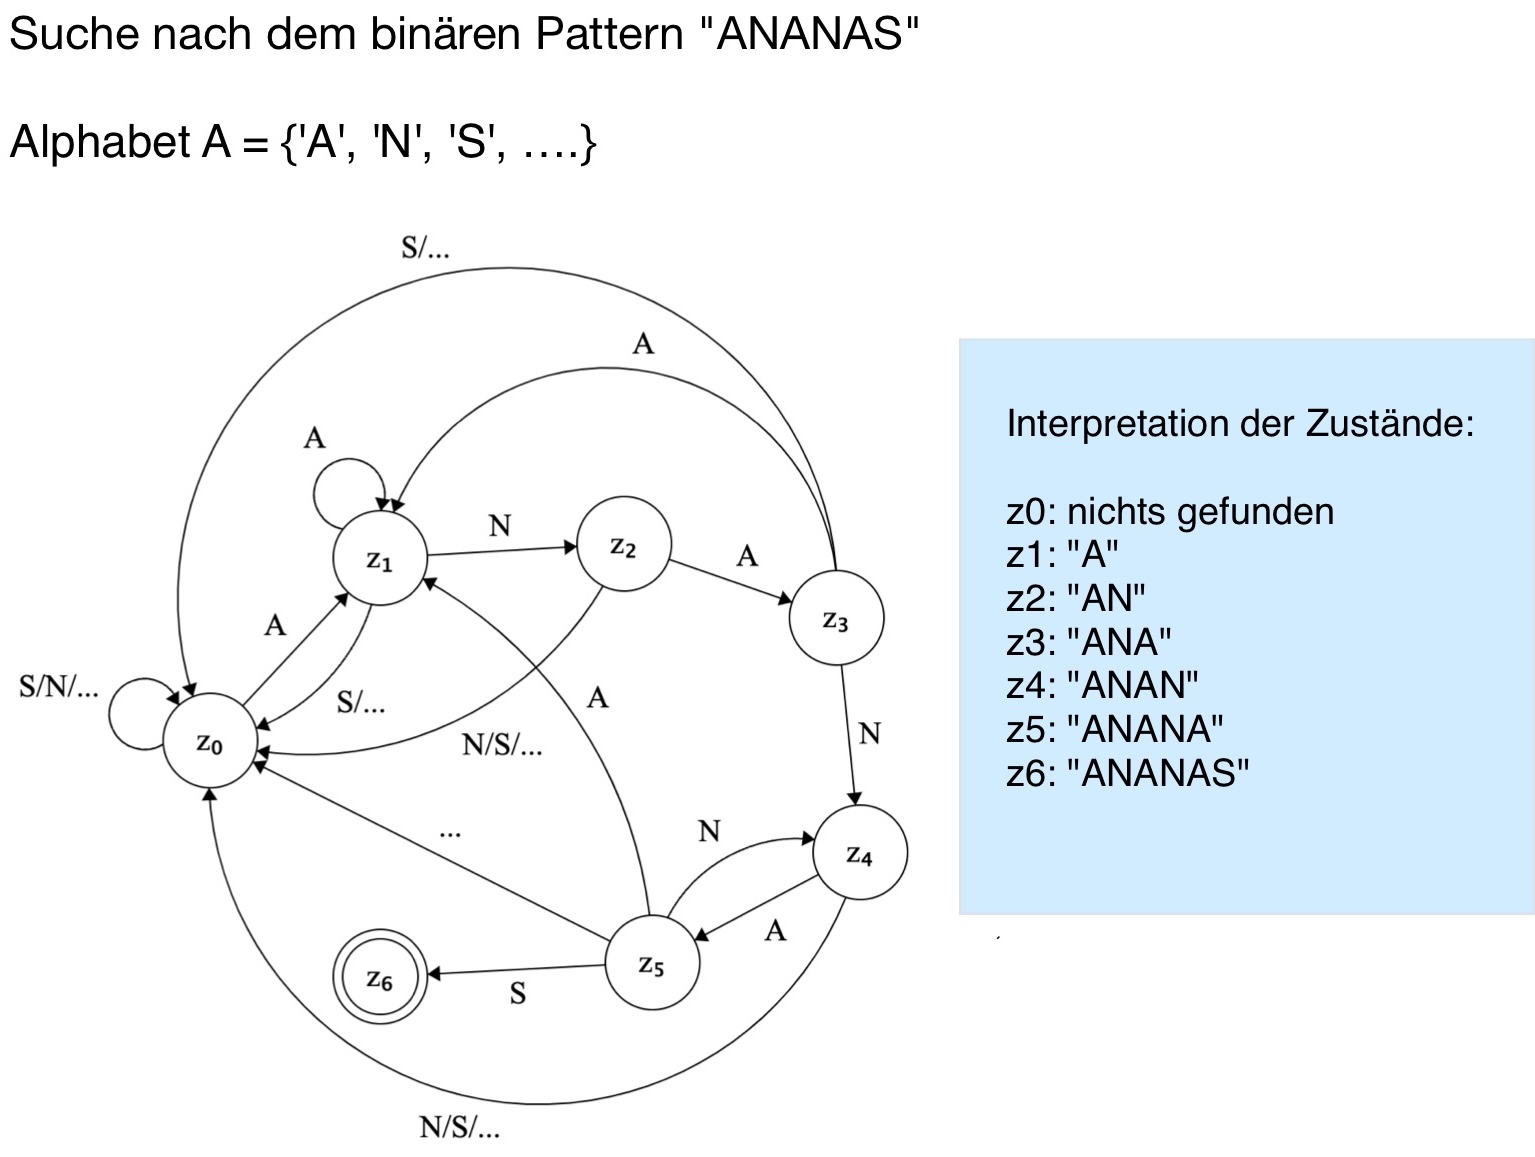 Suche nach dem binären Pattern "ANANAS"
Alphabet A = {'A', 'N', 'S', ….}
S/...
A
A
N
z₁
z₂
A
z₃
A
S/N/...
S/...
A
z₀
N/S/...
N
...
N
z₄
A
z₅
z₆
S
N/S/...
Interpretation der Zustände:
z0: nichts gefunden
z1: "A"
z2: "AN"
z3: "ANA"
z4: "ANAN"
z5: "ANANA"
z6: "ANANAS"